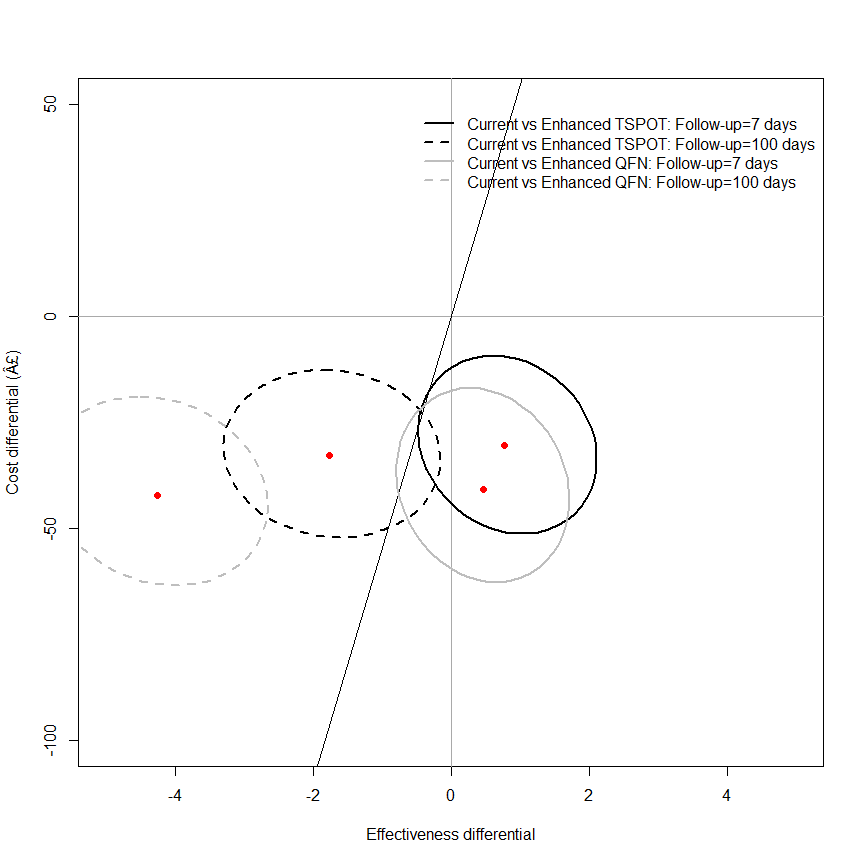 50
Current vs Enhanced TSPOT: Follow-up=7 days
Current vs Enhanced TSPOT: Follow-up=100 days
Current vs Enhanced QFN: Follow-up=7 days
Current vs Enhanced QFN: Follow-up=100 days
0
Cost differential (Â£)
-50
-100
-4 -2 0 2 4
Effectiveness differential